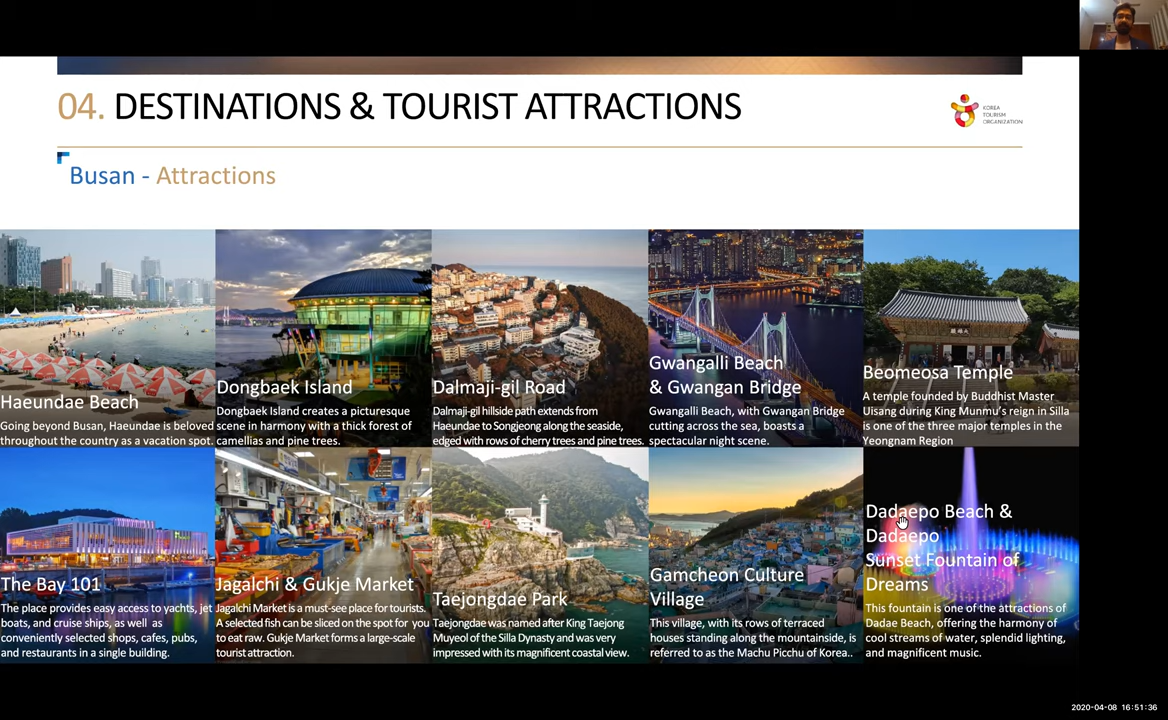 04. DESTINATIONS & TOURIST ATTRACTIONS
KOREA
TOURISM
ORGANIZATION
Busan - Attractions
Haeundae Beach
Going beyond Busan, Haeundae is beloved
throughout the country as a vacation spot.
Dongbaek Island
Dongbaek Island creates a picturesque
scene in harmony with a thick forest of
camellias and pine trees.
Dalmaji-gil Road
Dalmaji-gil hillside path extends from
Haeundae to Songjeong along the seaside,
edged with rows of cherry trees and pine trees.
Gwangalli Beach
& Gwangan Bridge
Gwangalli Beach, with Gwangan Bridge
cutting across the sea, boasts a
spectacular night scene.
Beomeosa Temple
A temple founded by Buddhist Master
Uisang during King Munmu's reign in Silla
is one of the three major temples in the
Yeongnam Region
The Bay 101
The place provides easy access to yachts, jet
boats, and cruise ships, as well as
conveniently selected shops, cafes, pubs,
and restaurants in a single building.
Jagalchi & Gukje Market
Jagalchi Market is a must-see place for tourists.
A selected fish can be sliced on the spot for you
to eat raw. Gukje Market forms a large-scale
tourist attraction.
Taejongdae Park
Taejongdae was named after King Taejong
Muyeol of the Silla Dynasty and was very
impressed with its magnificent coastal view.
Gamcheon Culture
Village
This village, with its rows of terraced
houses standing along the mountainside, is
referred to as the Machu Picchu of Korea..
Dadaepo Beach &
Dadaepo
Sunset Fountain of
Dreams
This fountain is one of the attractions of
Dadae Beach, offering the harmony of
cool streams of water, splendid lighting,
and magnificent music.
2020-04-08 16:51:36